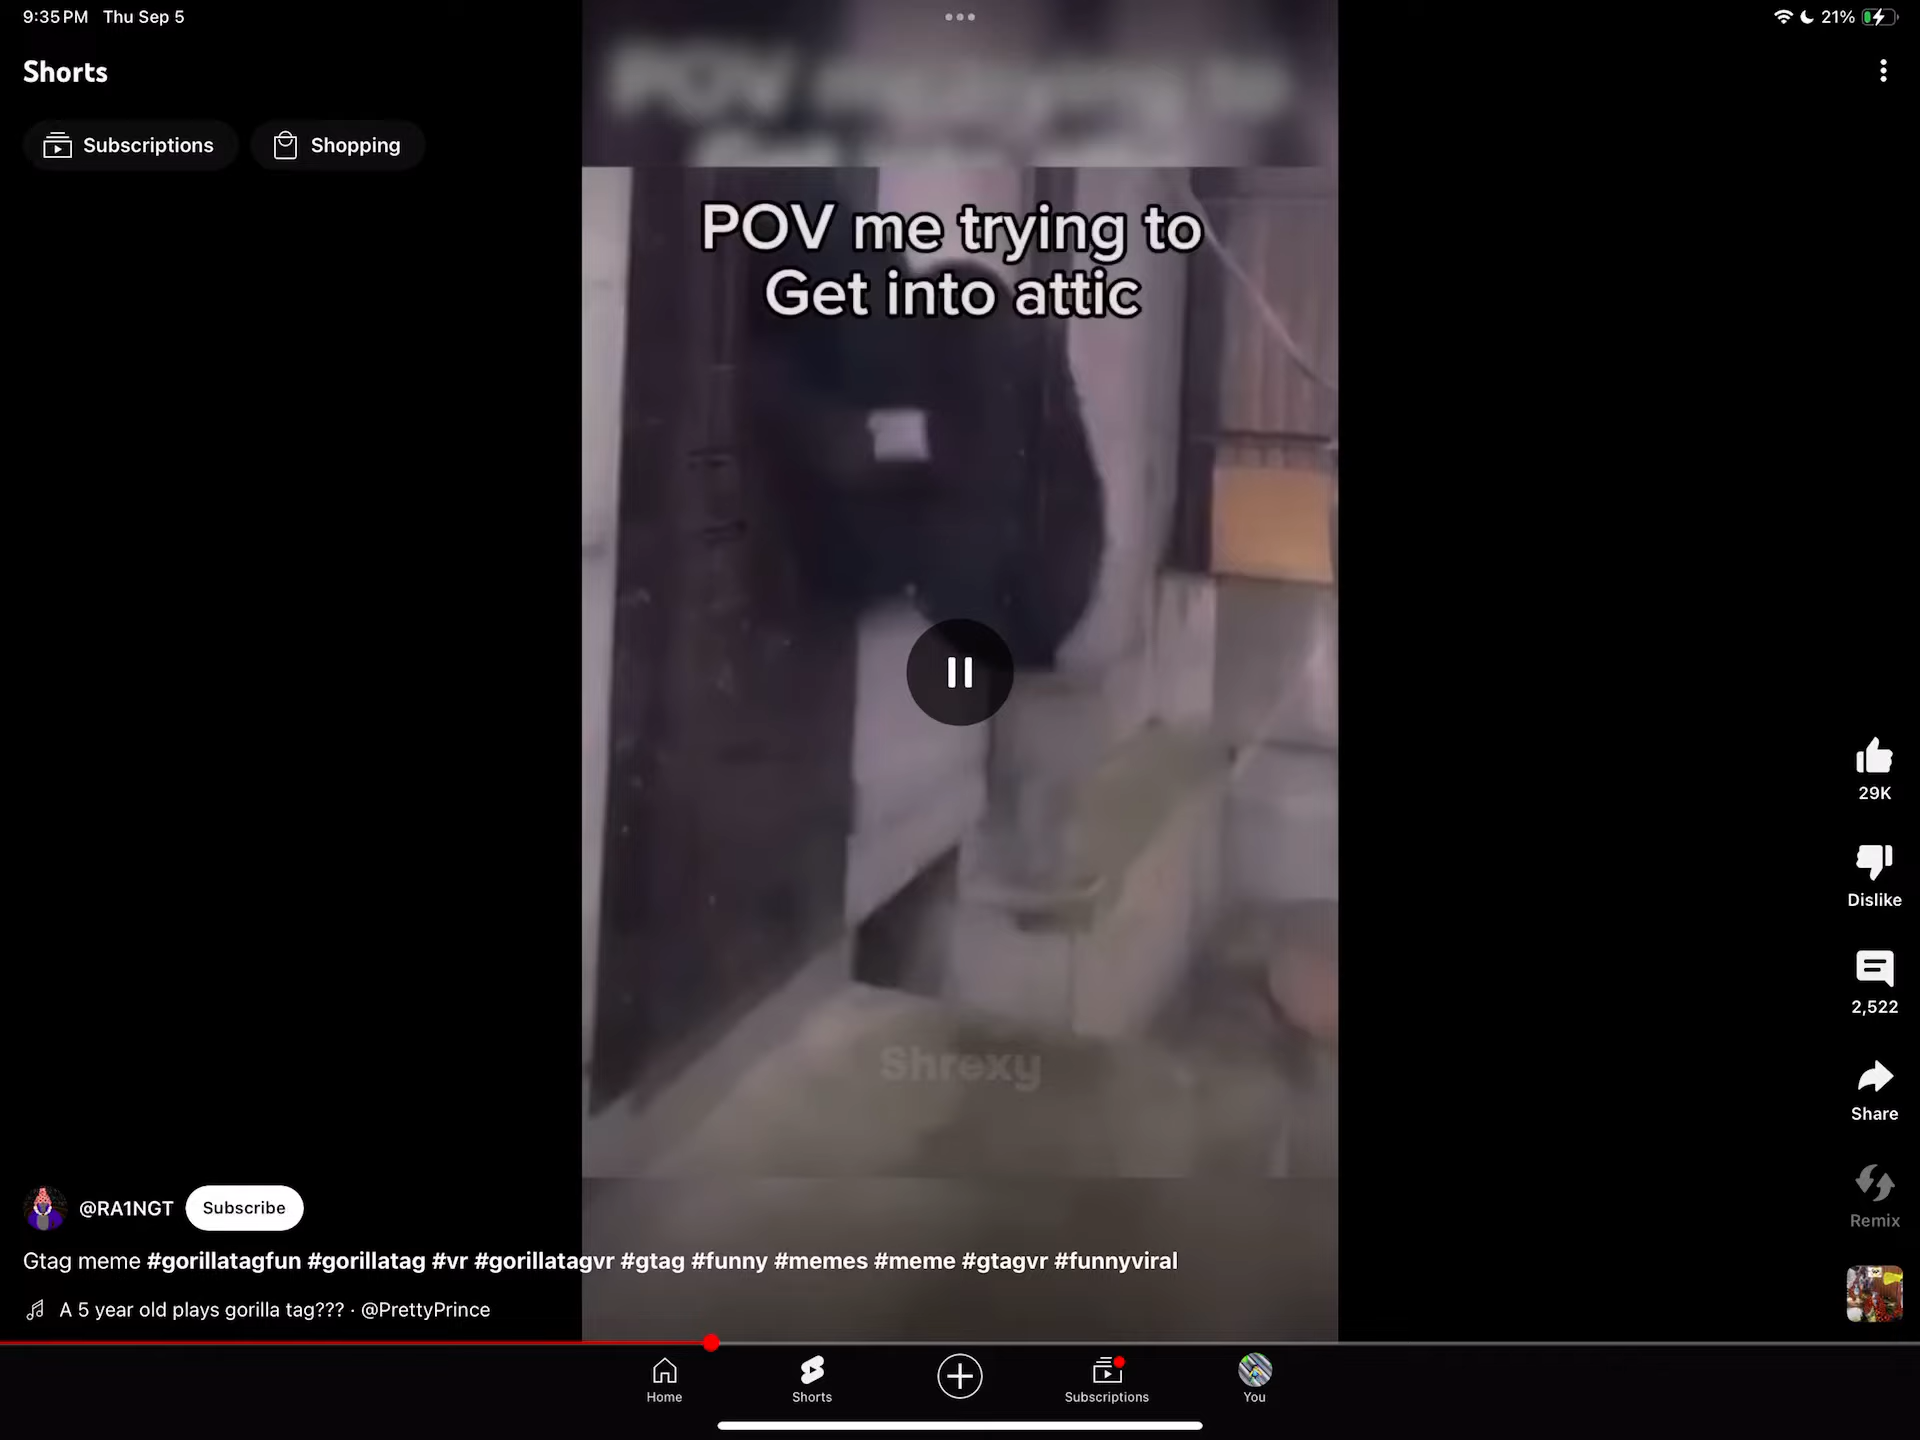 9:35 PM Thu Sep 5
21%
Shorts
Subscriptions
Shopping
POV me trying to
Get into attic
Shrexy
29K
Dislike
2,522
Share
Remix
@RA1NGT
Subscribe
Gtag meme #gorillatagfun #gorillatag #vr #gorillatagvr #gtag #funny #memes #meme #gtagvr #funnyviral
A 5 year old plays gorilla tag??? · @PrettyPrince
Home
Shorts
Subscriptions
You